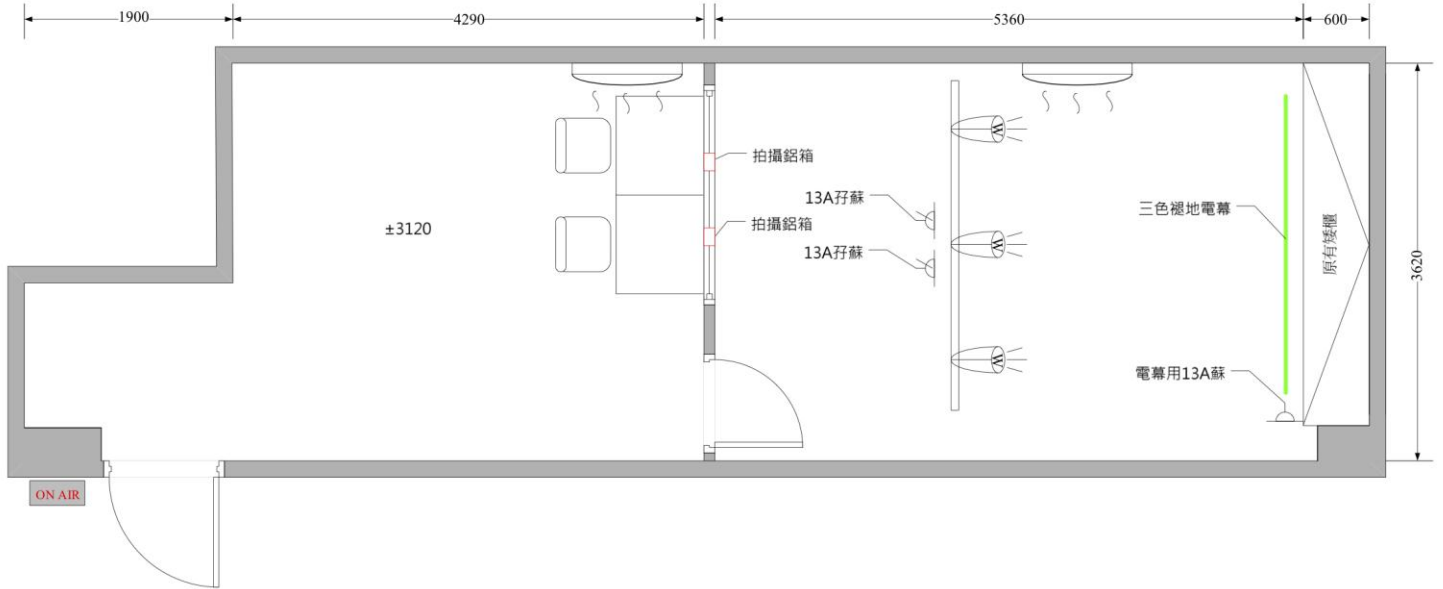 1900
4290
5360
600
拍攝鋁箱
13A孖蘇
拍攝鋁箱
±3120
13A孖蘇
三色褪地電幕
原有矮櫃
3620
電幕用13A蘇
W
W
W
ON AIR